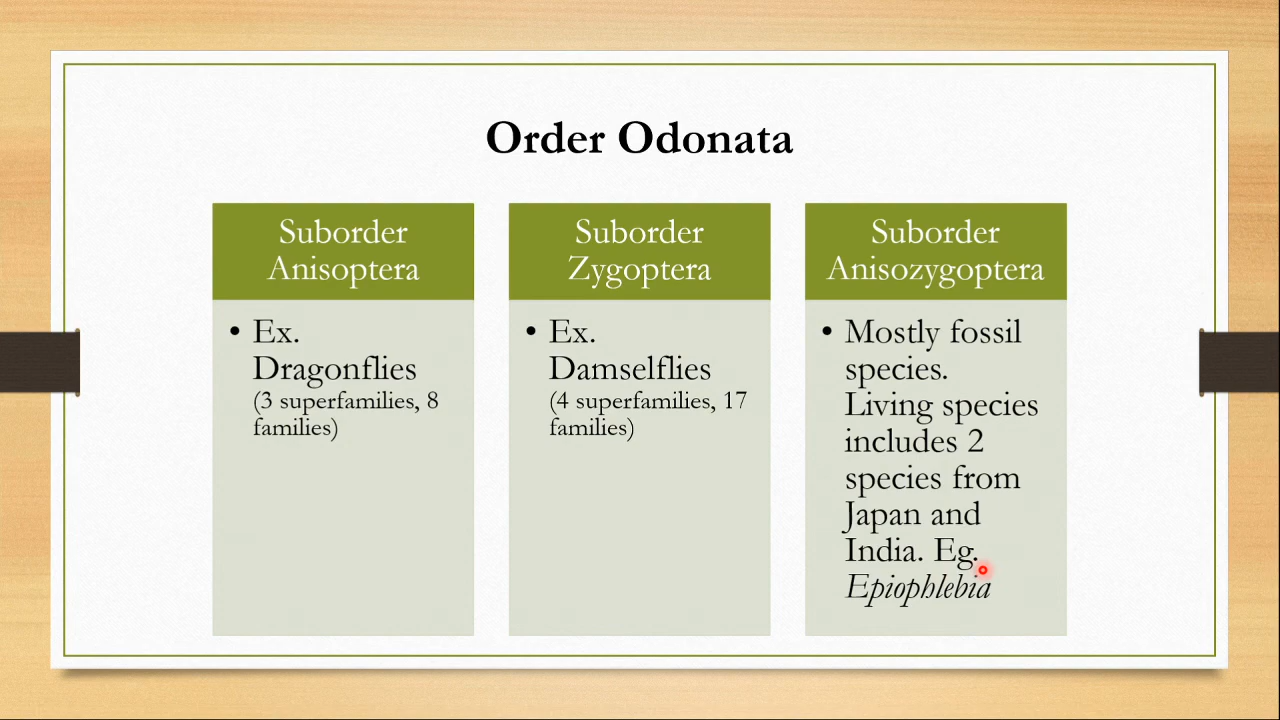 Order Odonata
Suborder
Anisoptera
• Ex.
Dragonflies
(3 superfamilies, 8
families)
Suborder
Zygoptera
• Ex.
Damselflies
(4 superfamilies, 17
families)
Suborder
Anisozygoptera
• Mostly fossil
species.
Living species
includes 2
species from
Japan and
India. Eg.
Epiophlebia